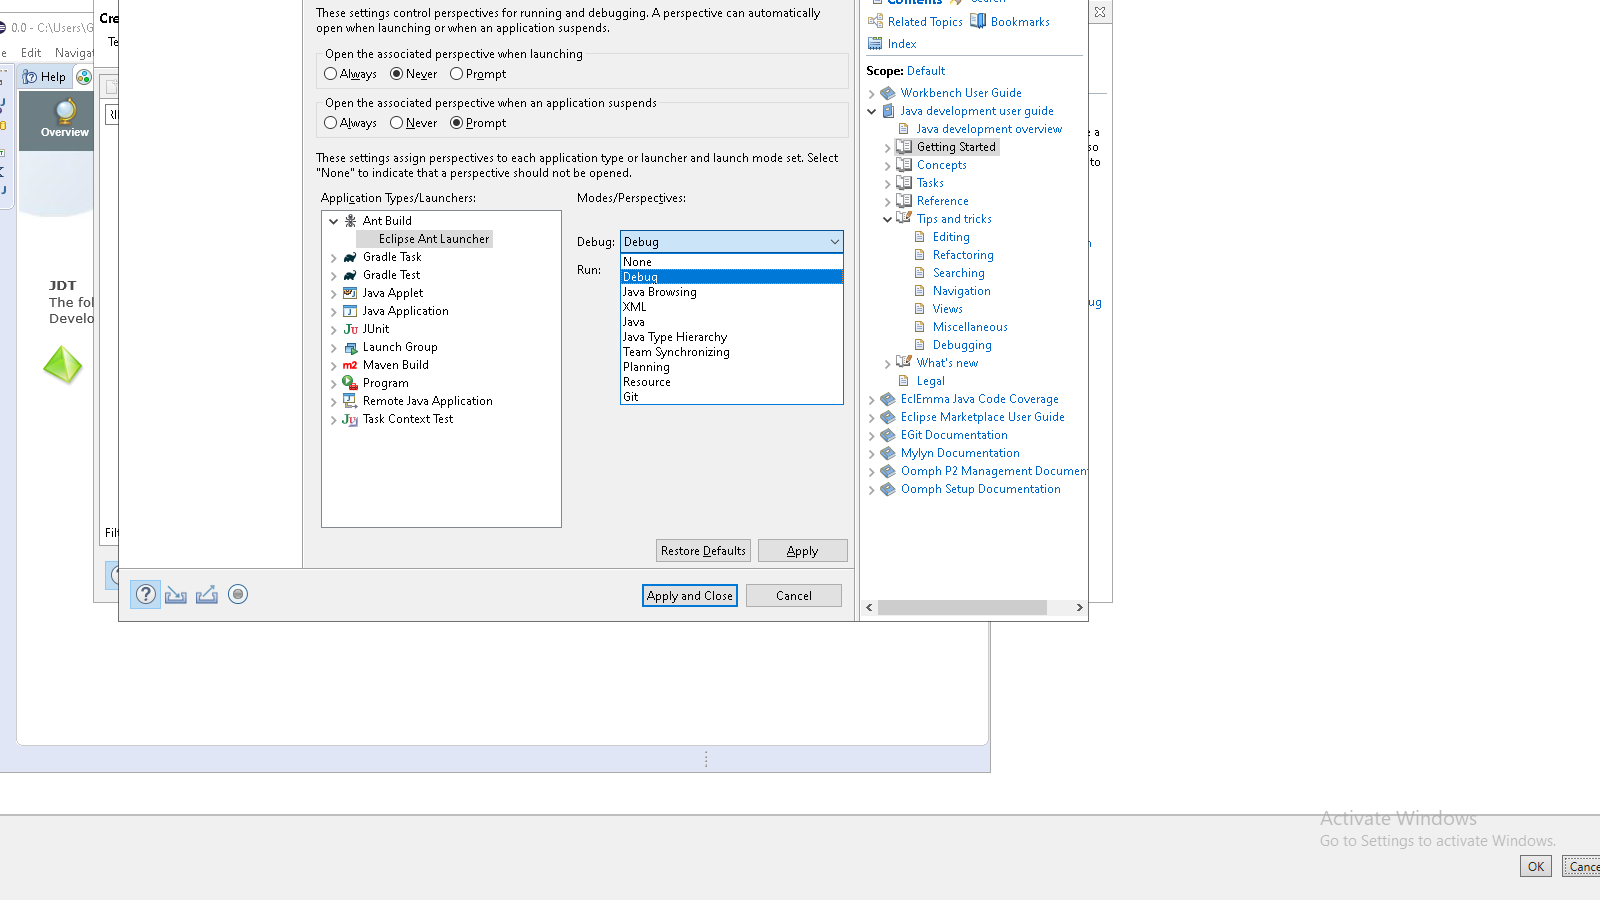 0.0 - C:\Users\G
Edit
Navigat
Help
Overview
JDT
The fol
Develo
Cre
Te
Filt
These settings control perspectives for running and debugging. A perspective can automatically
open when launching or when an application suspends.
Open the associated perspective when launching
Always
Never
Prompt
Open the associated perspective when an application suspends
Always
Never
Prompt
These settings assign perspectives to each application type or launcher and launch mode set. Select
"None" to indicate that a perspective should not be opened.
Application Types/Launchers:
Modes/Perspectives:
Ant Build
Eclipse Ant Launcher
Gradle Task
Gradle Test
Java Applet
Java Application
JUnit
Launch Group
Maven Build
Program
Remote Java Application
Task Context Test
Debug:
Debug
Run:
None
Debug
Java Browsing
XML
Java
Java Type Hierarchy
Team Synchronizing
Planning
Resource
Git
Restore Defaults
Apply
Apply and Close
Cancel
Contents
Search
Related Topics
Bookmarks
Index
Scope: Default
Workbench User Guide
Java development user guide
Java development overview
Getting Started
Concepts
Tasks
Reference
Tips and tricks
Editing
Refactoring
Searching
Navigation
Views
Miscellaneous
Debugging
What's new
Legal
EclEmma Java Code Coverage
Eclipse Marketplace User Guide
EGit Documentation
Mylyn Documentation
Oomph P2 Management Documen
Oomph Setup Documentation
e a
so
to
n
ug
Activate Windows
Go to Settings to activate Windows.
OK
Cance